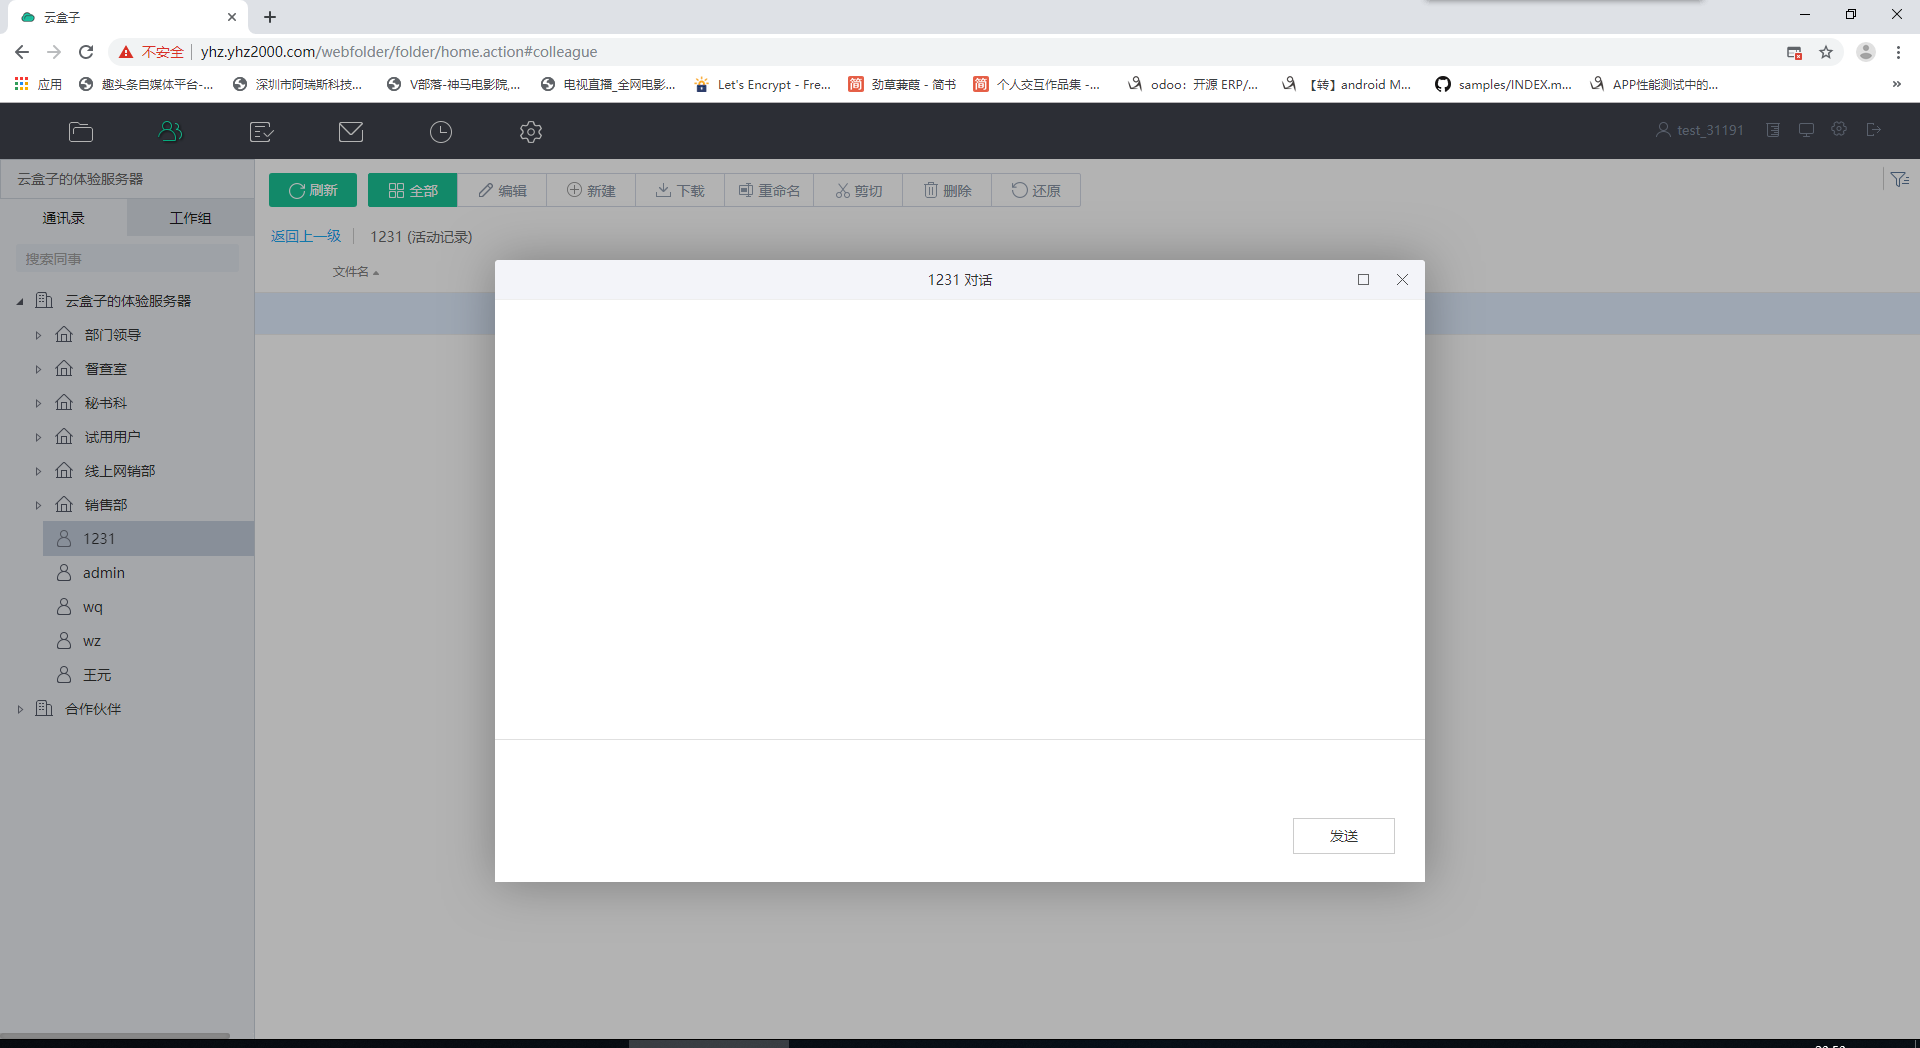 云盒子
不安全 yhz.yhz2000.com/webfolder/folder/home.action#colleague
应用 趣头条自媒体平台-... 深圳市阿瑞斯科技... V部落-神马电影院,... 电视直播_全网电影... Let's Encrypt - Fre... 简 劲草蒹葭 - 简书 简 个人交互作品集 -... odoo：开源 ERP/... 【转】android M... samples/INDEX.m... APP性能测试中的... »
test_31191
云盒子的体验服务器
通讯录 工作组
搜索同事
云盒子的体验服务器
部门领导
督查室
秘书科
试用用户
线上网销部
销售部
1231
admin
wq
wz
王元
合作伙伴
刷新 全部 编辑 新建 下载 重命名 剪切 删除 还原
返回上一级 1231 (活动记录)
文件名
1231 对话
发送